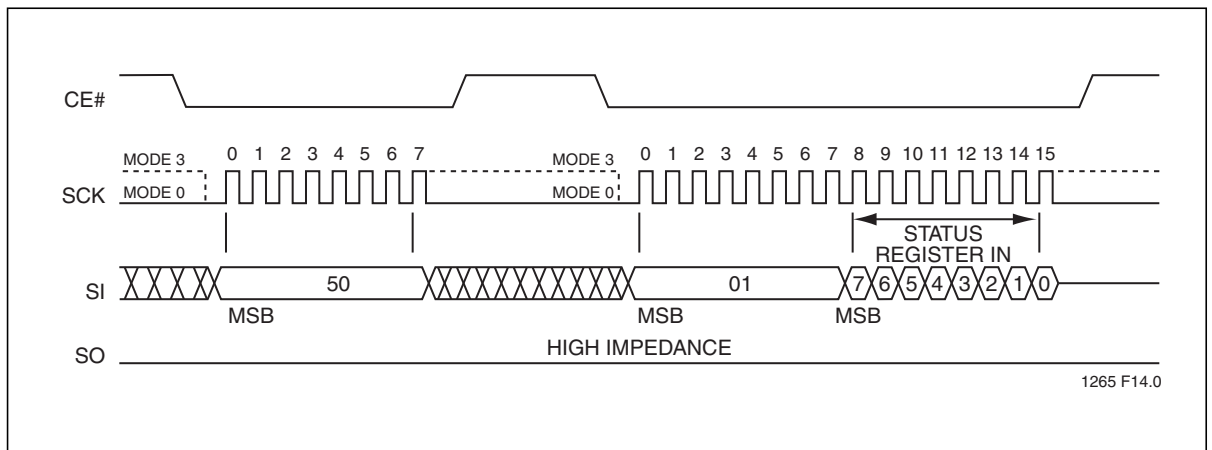 CE#
MODE 3 0 1 2 3 4 5 6 7 MODE 3 0 1 2 3 4 5 6 7 8 9 10 11 12 13 14 15
SCK MODE 0 MODE 0
STATUS
REGISTER IN
SI 50 01 7 6 5 4 3 2 1 0
MSB MSB MSB
SO HIGH IMPEDANCE
1265 F14.0